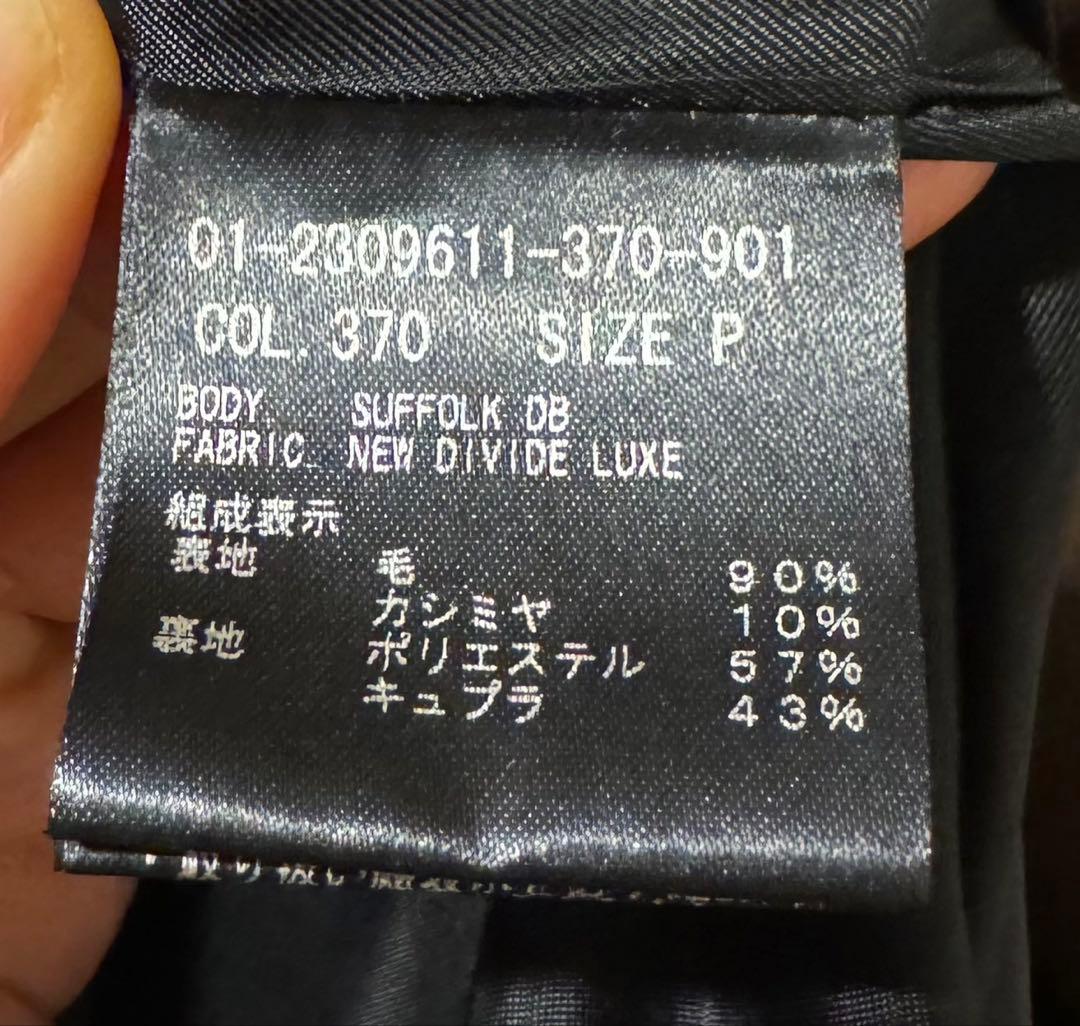 01-2309611-370-901
COL. 370 SIZE P
BODY SUFFOLK DB
FABRIC NEW DIVIDE LUXE
組成表示
表地 毛 90%
カシミヤ 10%
裏地 ポリエステル 57%
キュプラ 43%